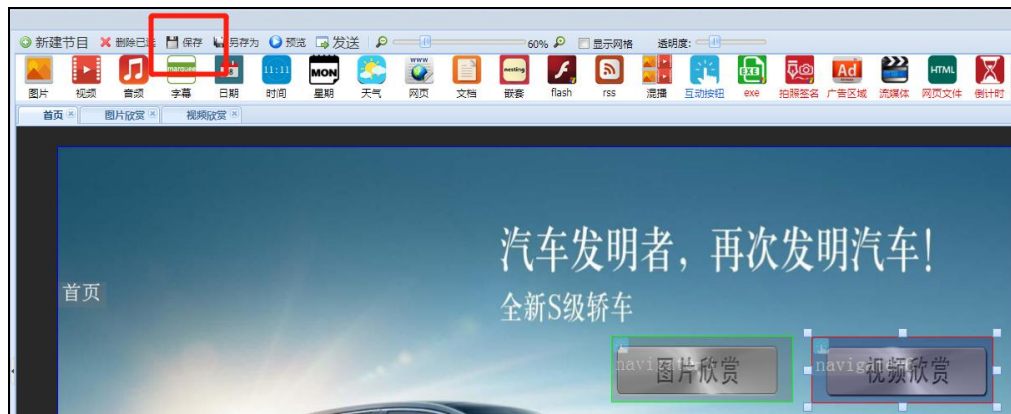 新建节目 删除已选 保存 另存为 预览 发送 60% 显示网格 透明度:
marquee 8 11:11 MON www nesting EXE Ad HTML
图片 视频 音频 字幕 日期 时间 星期 天气 网页 文档 嵌套 flash rss 混播 互动按钮 exe 拍照签名 广告区域 流媒体 网页文件 倒计时
首页 图片欣赏 视频欣赏
汽车发明者，再次发明汽车！
首页
全新S级轿车
图片欣赏 视频欣赏